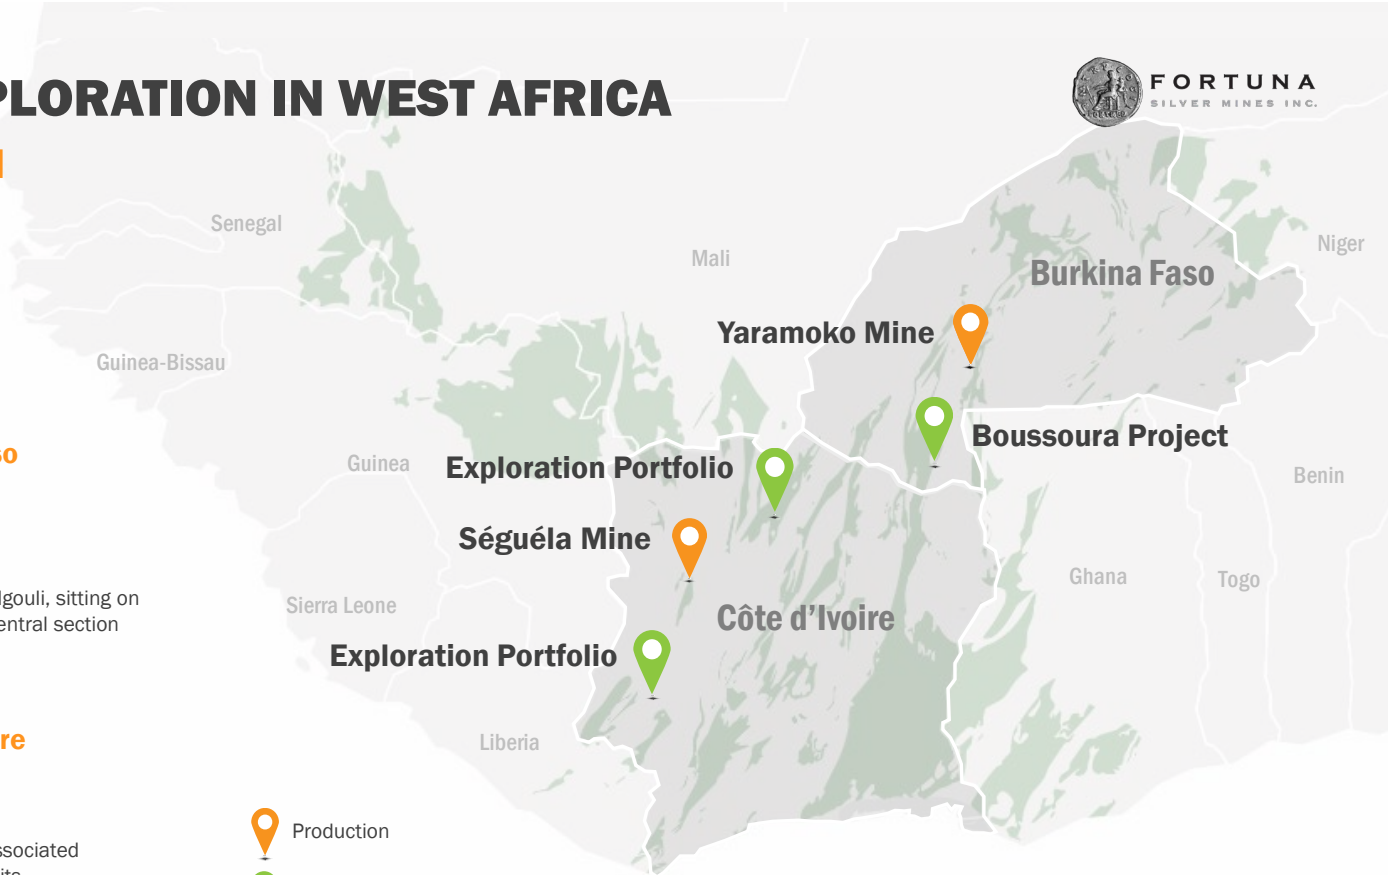 PLORATION IN WEST AFRICA
FORTUNA
SILVER MINES INC.
Senegal
Mali
Niger
Burkina Faso
Yaramoko Mine
Guinea-Bissau
Boussoura Project
so
Guinea
Exploration Portfolio
Benin
Séguéla Mine
Ghana
Togo
lgouli, sitting on
Sierra Leone
entral section
Côte d'Ivoire
Exploration Portfolio
re
Liberia
Production
ssociated